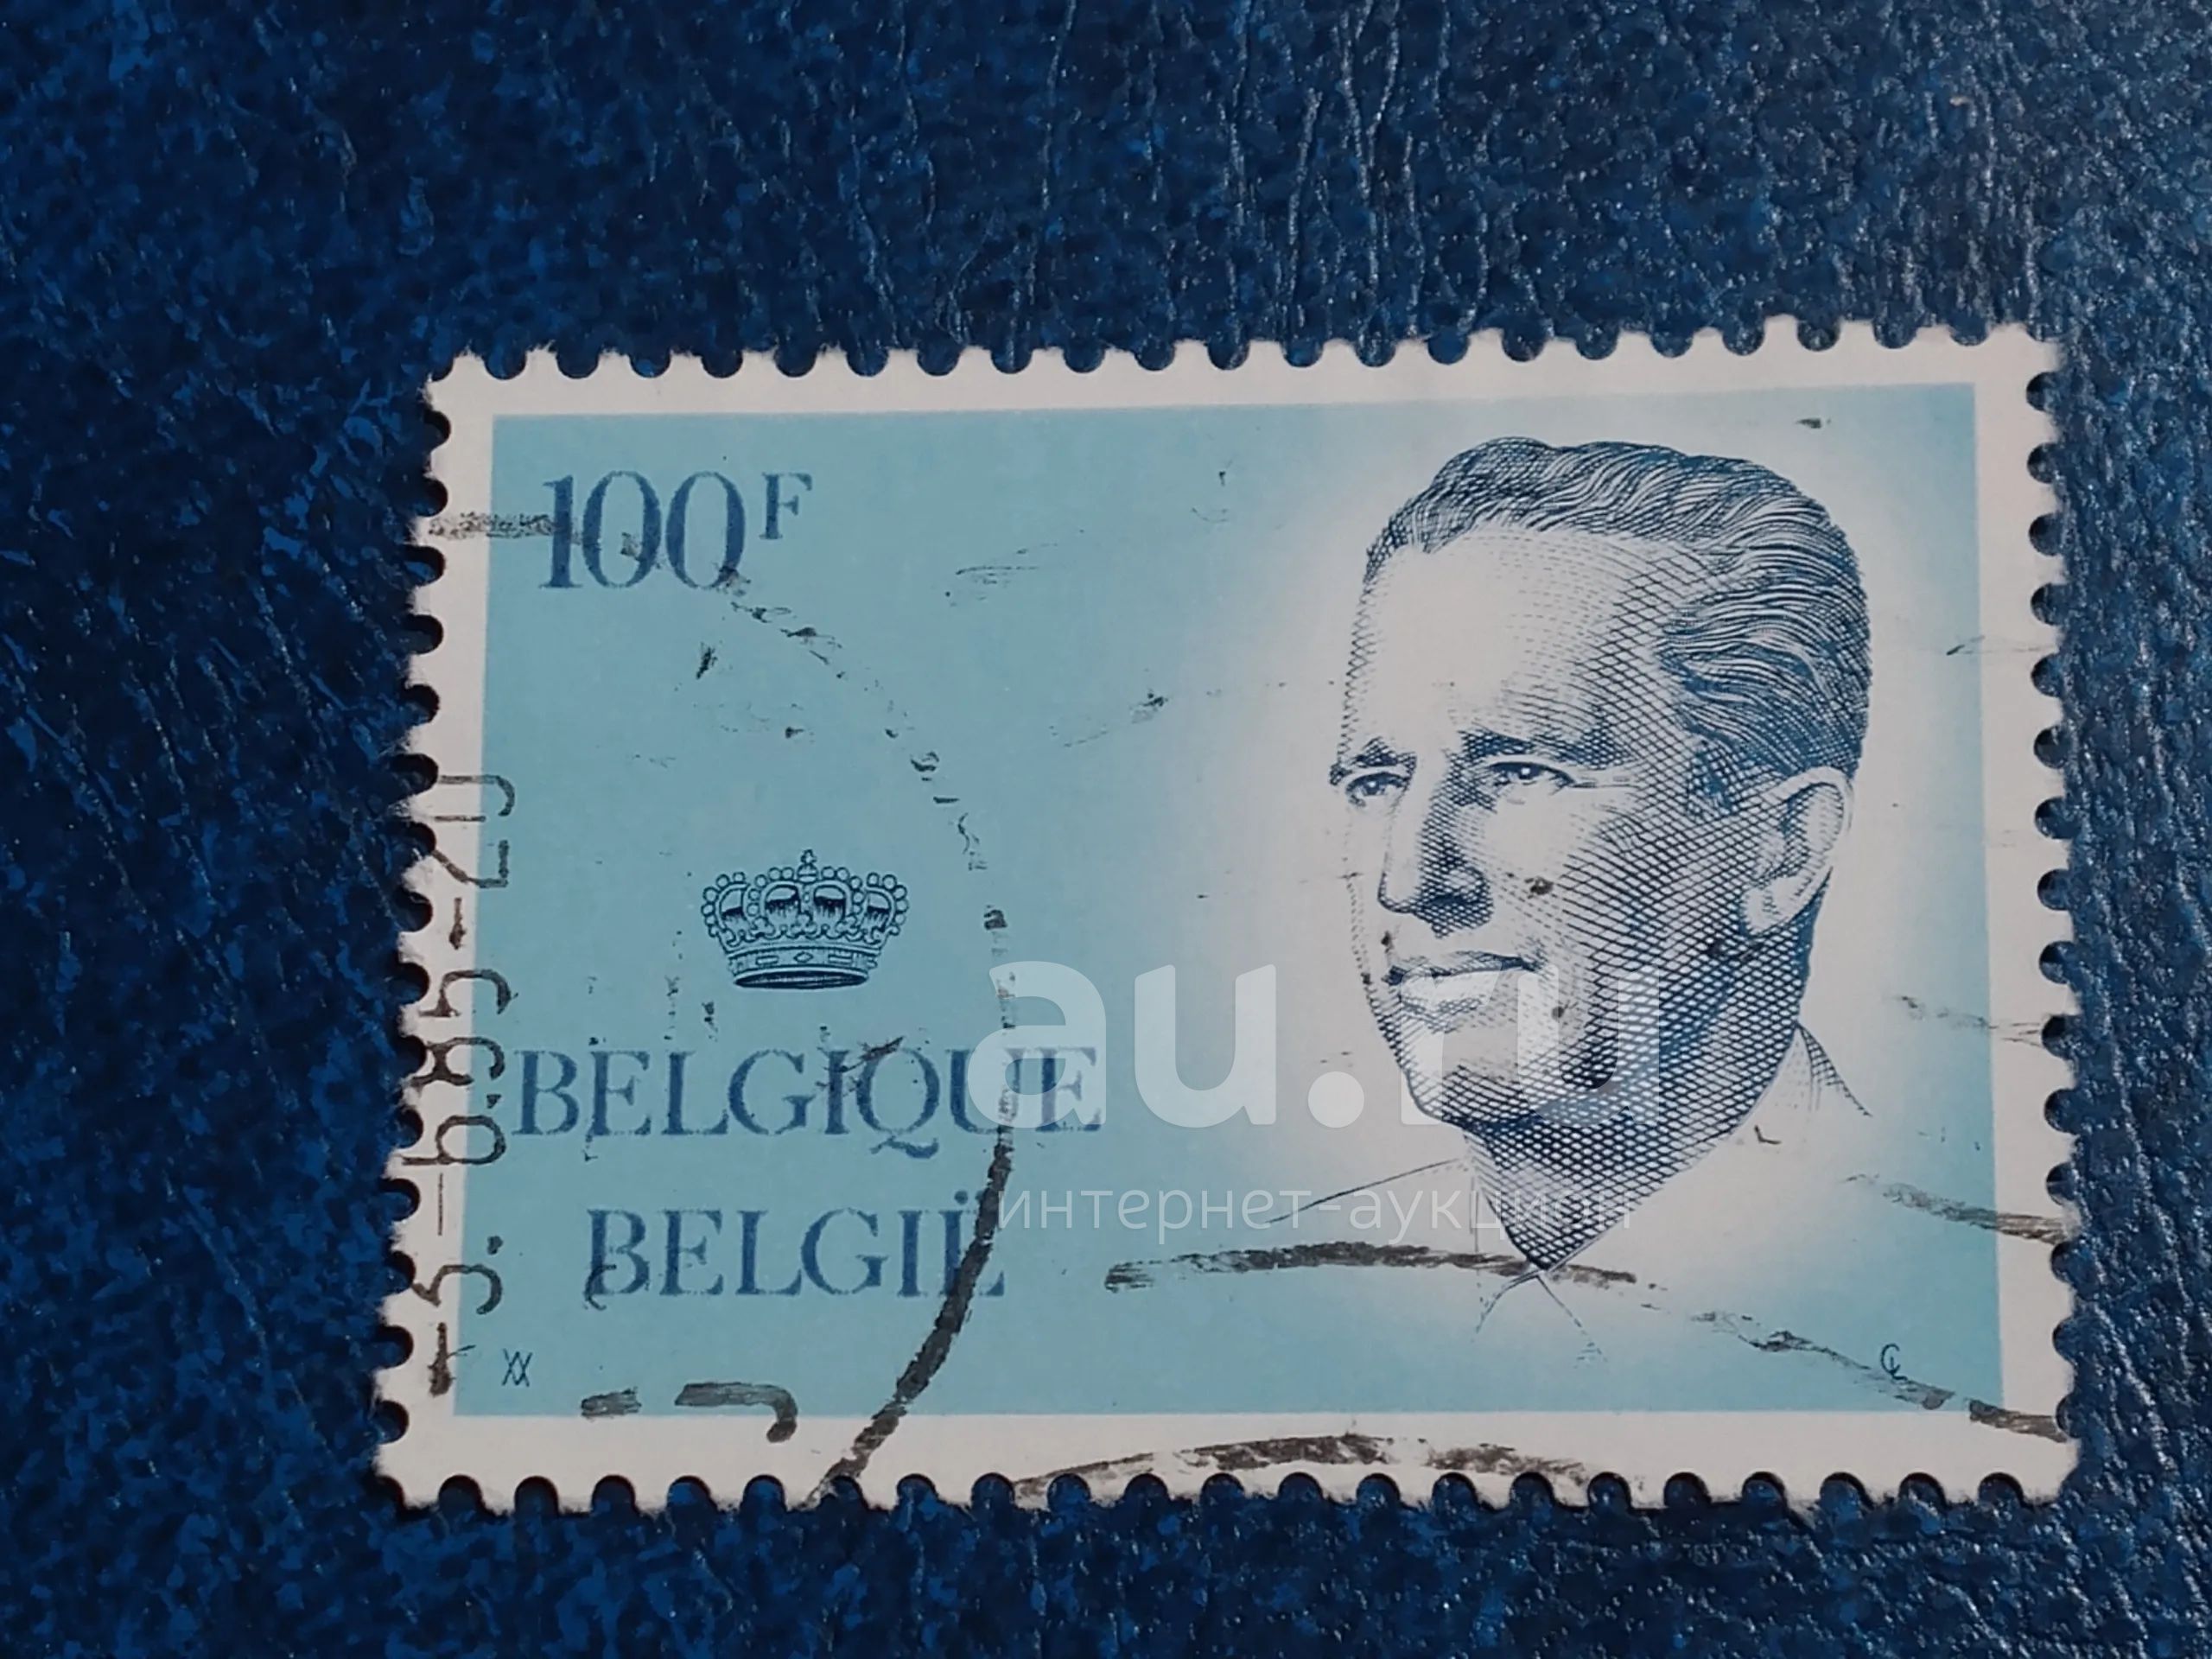 100F
BELGIQUE
BELGIË
au.ru
интернет-аукцион